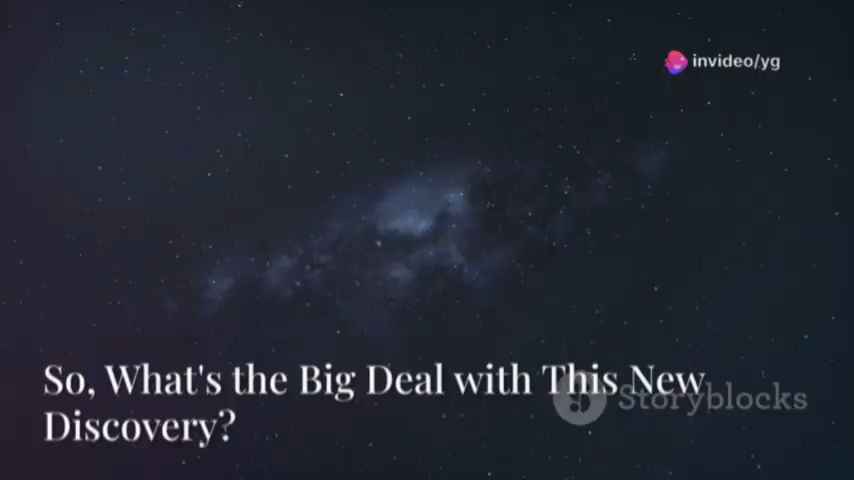 invideo/yg
So, What's the Big Deal with This New
Storyblocks
Discovery?